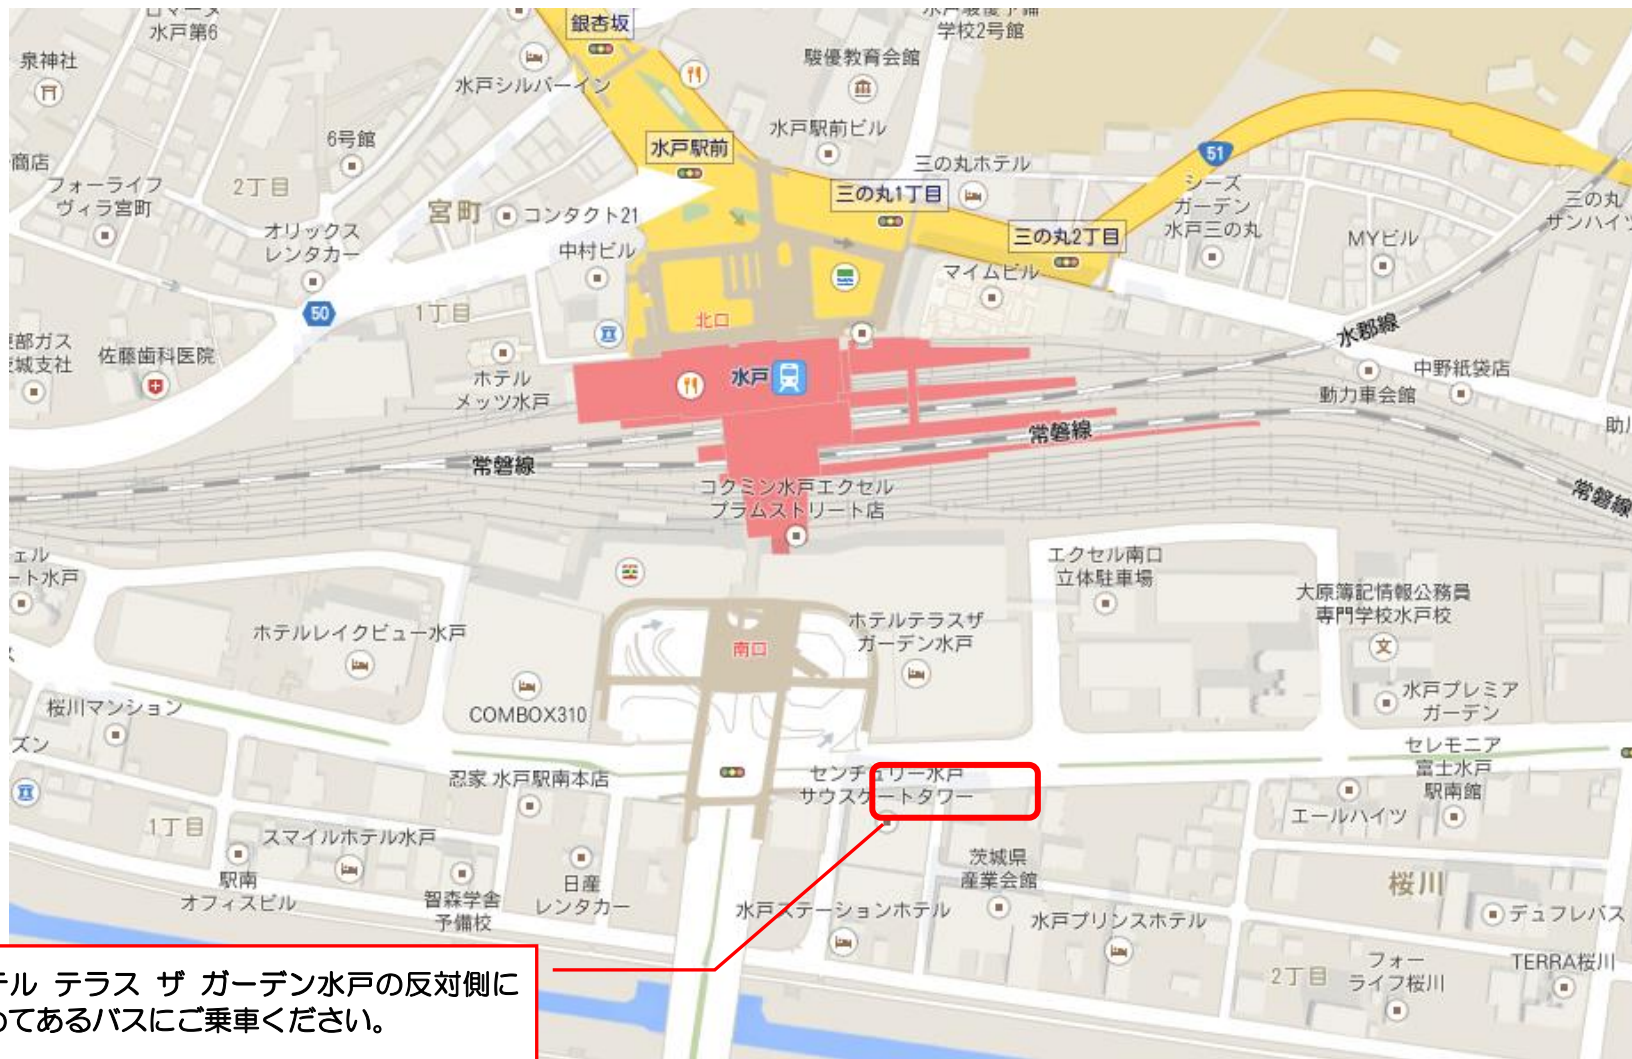 水戸第6
銀杏坂
学校2号館
泉神社
水戸シルバーイン
駿優教育会館
6号館
水戸駅前
水戸駅前ビル
51
商店
フォーライフ
ヴィラ宮町
2丁目
三の丸ホテル
三の丸1丁目
シーズ
ガーデン
水戸三の丸
三の丸
サンハイツ
宮町
コンタクト21
オリックス
レンタカー
中村ビル
三の丸2丁目
MYビル
マイムビル
50
1丁目
北口
水郡線
部ガス
城支社
佐藤歯科医院
ホテル
メッツ水戸
水戸
中野紙袋店
動力車会館
助川
常磐線
常磐線
コクミン水戸エクセル
プラムストリート店
常磐線
エル
ート水戸
エクセル南口
立体駐車場
大原簿記情報公務員
専門学校水戸校
ホテルレイクビュー水戸
南口
ホテルテラスザ
ガーデン水戸
桜川マンション
COMBOX310
水戸プレミア
ガーデン
ズン
忍家 水戸駅南本店
センチュリー水戸
サウスゲートタワー
セレモニア
富士水戸
駅南館
エールハイツ
1丁目
スマイルホテル水戸
駅南
オフィスビル
智森学舎
予備校
日産
レンタカー
茨城県
産業会館
桜川
水戸ステーションホテル
水戸プリンスホテル
デュフレバス
2丁目
フォー
ライフ桜川
TERRA桜川
テル テラス ザ ガーデン水戸の反対側に
めてあるバスにご乗車ください。